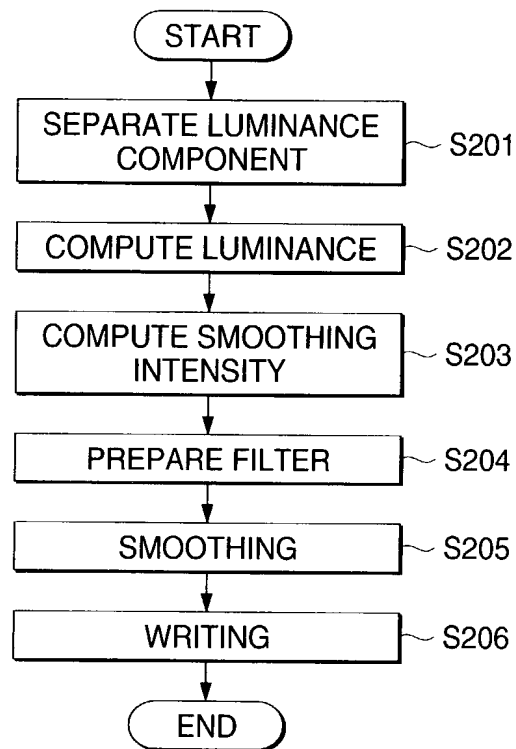 START
SEPARATE LUMINANCE
COMPONENT
S201
COMPUTE LUMINANCE
S202
COMPUTE SMOOTHING
INTENSITY
S203
PREPARE FILTER
S204
SMOOTHING
S205
WRITING
S206
END